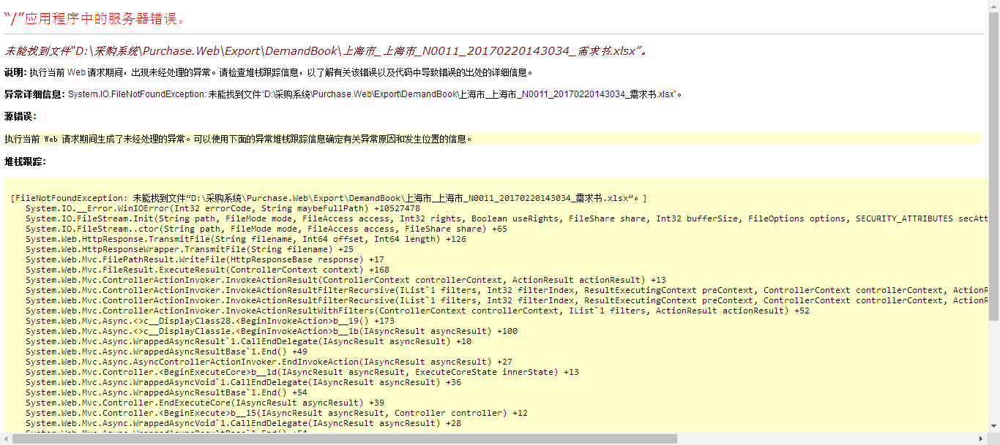 “/”应用程序中的服务器错误。
未能找到文件“D:\采购系统\Purchase.Web\Export\DemandBook\上海市_上海市_N0011_20170220143034_需求书.xlsx”。
说明: 执行当前 Web 请求期间，出现未经处理的异常。请检查堆栈跟踪信息，以了解有关该错误以及代码中导致错误的出处的详细信息。
异常详细信息: System.IO.FileNotFoundException: 未能找到文件“D:\采购系统\Purchase.Web\Export\DemandBook\上海市_上海市_N0011_20170220143034_需求书.xlsx”。
源错误:
执行当前 Web 请求期间生成了未经处理的异常。可以使用下面的异常堆栈跟踪信息确定有关异常原因和发生位置的信息。
堆栈跟踪:
[FileNotFoundException: 未能找到文件“D:\采购系统\Purchase.Web\Export\DemandBook\上海市_上海市_N0011_20170220143034_需求书.xlsx”。]
System.IO.__Error.WinIOError(Int32 errorCode, String maybeFullPath) +10527478
System.IO.FileStream.Init(String path, FileMode mode, FileAccess access, Int32 rights, Boolean useRights, FileShare share, Int32 bufferSize, FileOptions options, SECURITY_ATTRIBUTES secAtt
System.IO.FileStream..ctor(String path, FileMode mode, FileAccess access, FileShare share) +65
System.Web.HttpResponse.TransmitFile(String filename, Int64 offset, Int64 length) +126
System.Web.HttpResponseWrapper.TransmitFile(String filename) +25
System.Web.Mvc.FilePathResult.WriteFile(HttpResponseBase response) +17
System.Web.Mvc.FileResult.ExecuteResult(ControllerContext context) +168
System.Web.Mvc.ControllerActionInvoker.InvokeActionResult(ControllerContext controllerContext, ActionResult actionResult) +13
System.Web.Mvc.ControllerActionInvoker.InvokeActionResultFilterRecursive(IList`1 filters, Int32 filterIndex, ResultExecutingContext preContext, ControllerContext controllerContext, ActionR
System.Web.Mvc.ControllerActionInvoker.InvokeActionResultFilterRecursive(IList`1 filters, Int32 filterIndex, ResultExecutingContext preContext, ControllerContext controllerContext, ActionR
System.Web.Mvc.ControllerActionInvoker.InvokeActionResultWithFilters(ControllerContext controllerContext, IList`1 filters, ActionResult actionResult) +52
System.Web.Mvc.Async.<>c__DisplayClass28.<BeginInvokeAction>b__19() +173
System.Web.Mvc.Async.<>c__DisplayClass1e.<BeginInvokeAction>b__1b(IAsyncResult asyncResult) +100
System.Web.Mvc.Async.WrappedAsyncResult`1.CallEndDelegate(IAsyncResult asyncResult) +10
System.Web.Mvc.Async.WrappedAsyncResultBase`1.End() +49
System.Web.Mvc.Async.AsyncControllerActionInvoker.EndInvokeAction(IAsyncResult asyncResult) +27
System.Web.Mvc.Controller.<BeginExecuteCore>b__1d(IAsyncResult asyncResult, ExecuteCoreState innerState) +13
System.Web.Mvc.Async.WrappedAsyncVoid`1.CallEndDelegate(IAsyncResult asyncResult) +36
System.Web.Mvc.Async.WrappedAsyncResultBase`1.End() +54
System.Web.Mvc.Controller.EndExecuteCore(IAsyncResult asyncResult) +39
System.Web.Mvc.Controller.<BeginExecute>b__15(IAsyncResult asyncResult, Controller controller) +12
System.Web.Mvc.Async.WrappedAsyncVoid`1.CallEndDelegate(IAsyncResult asyncResult) +28
System.Web.Mvc.Async.WrappedAsyncResultBase`1.End() +54